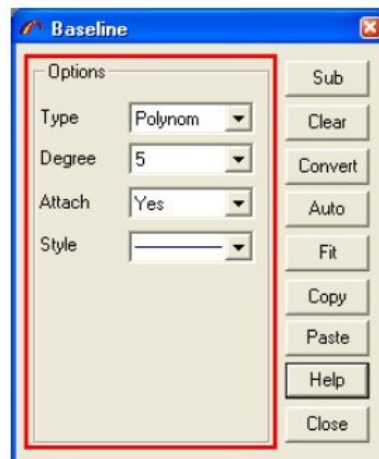 Baseline
Options
Type Polynom
Degree 5
Attach Yes
Style
Sub
Clear
Convert
Auto
Fit
Copy
Paste
Help
Close